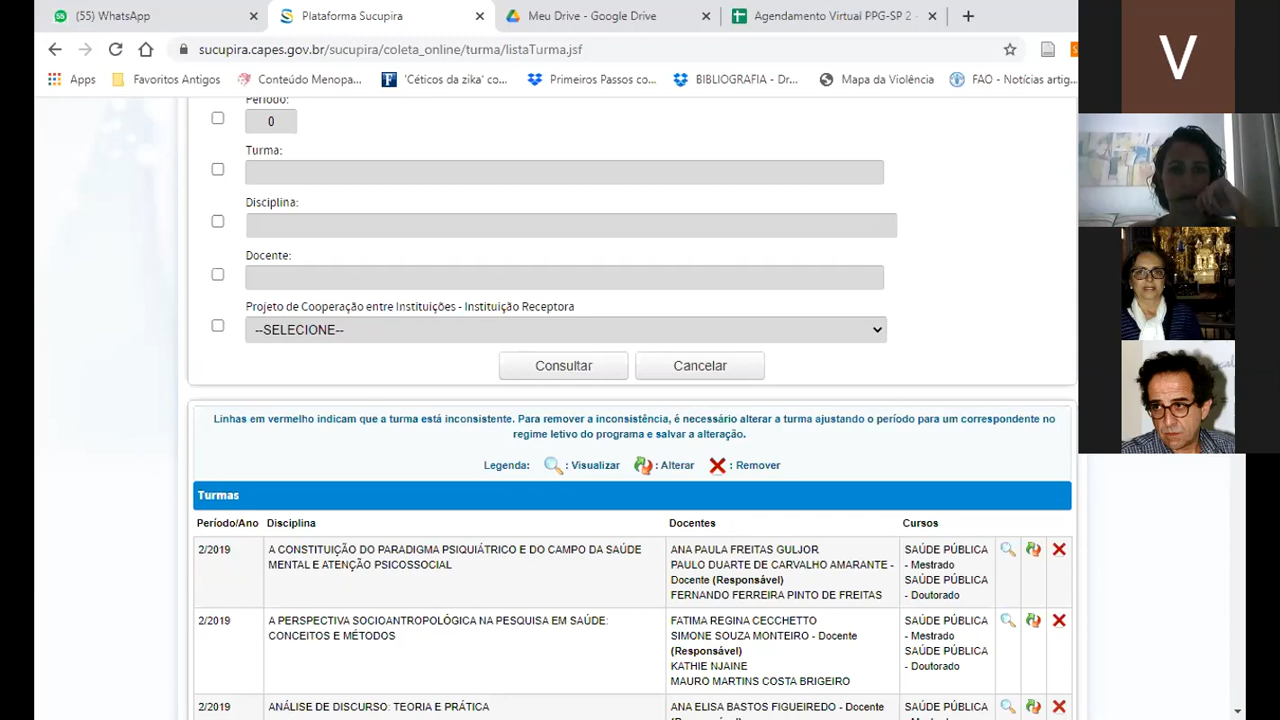 (55) WhatsApp
Plataforma Sucupira
Meu Drive - Google Drive
Agendamento Virtual PPG-SP 2 -
sucupira.capes.gov.br/sucupira/coleta_online/turma/listaTurma.jsf
Apps
Favoritos Antigos
Conteúdo Menopa...
'Céticos da zika' co...
Primeiros Passos co...
BIBLIOGRAFIA - Dr...
Mapa da Violência
FAO - Notícias artig...
V
Período:
0
Turma:
Disciplina:
Docente:
Projeto de Cooperação entre Instituições - Instituição Receptora
--SELECIONE--
Consultar
Cancelar
Linhas em vermelho indicam que a turma está inconsistente. Para remover a inconsistência, é necessário alterar a turma ajustando o período para um correspondente no
regime letivo do programa e salvar a alteração.
Legenda: : Visualizar : Alterar : Remover
Turmas
Período/Ano Disciplina Docentes Cursos
2/2019
A CONSTITUIÇÃO DO PARADIGMA PSIQUIÁTRICO E DO CAMPO DA SAÚDE
MENTAL E ATENÇÃO PSICOSSOCIAL
ANA PAULA FREITAS GULJOR
PAULO DUARTE DE CARVALHO AMARANTE -
Docente (Responsável)
FERNANDO FERREIRA PINTO DE FREITAS
SAÚDE PÚBLICA
- Mestrado
SAÚDE PÚBLICA
- Doutorado
2/2019
A PERSPECTIVA SÓCIOANTROPOLÓGICA NA PESQUISA EM SAÚDE:
CONCEITOS E MÉTODOS
FATIMA REGINA CECCHETTO
SIMONE SOUZA MONTEIRO - Docente
(Responsável)
KATHIE NJAINE
MAURO MARTINS COSTA BRIGEIRO
SAÚDE PÚBLICA
- Mestrado
SAÚDE PÚBLICA
- Doutorado
2/2019
ANÁLISE DE DISCURSO: TEORIA E PRÁTICA
ANA ELISA BASTOS FIGUEIREDO - Docente
SAÚDE PÚBLICA